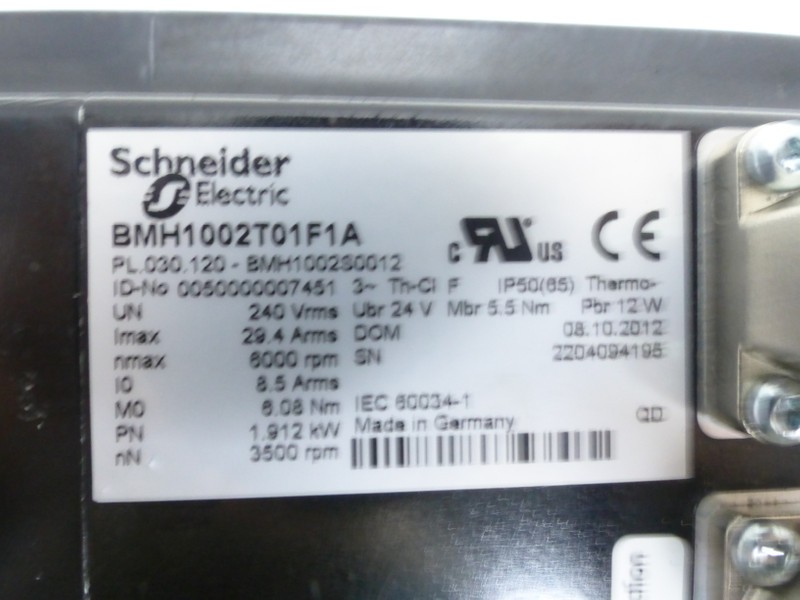 Schneider
Electric
BMH1002T01F1A
c RU US CE
PL.030.120 - BMH1002S0012
ID-No 0050000007451 3~ Th-Cl F IP50(65) Thermo-
UN 240 Vrms Ubr 24 V Mbr 5.5 Nm Pbr 12 W
Imax 29.4 Arms DOM 08.10.2012
nmax 6000 rpm SN 2204094195
I0 8.5 Arms
M0 6.08 Nm IEC 60034-1
PN 1.912 kW Made in Germany QD
nN 3500 rpm